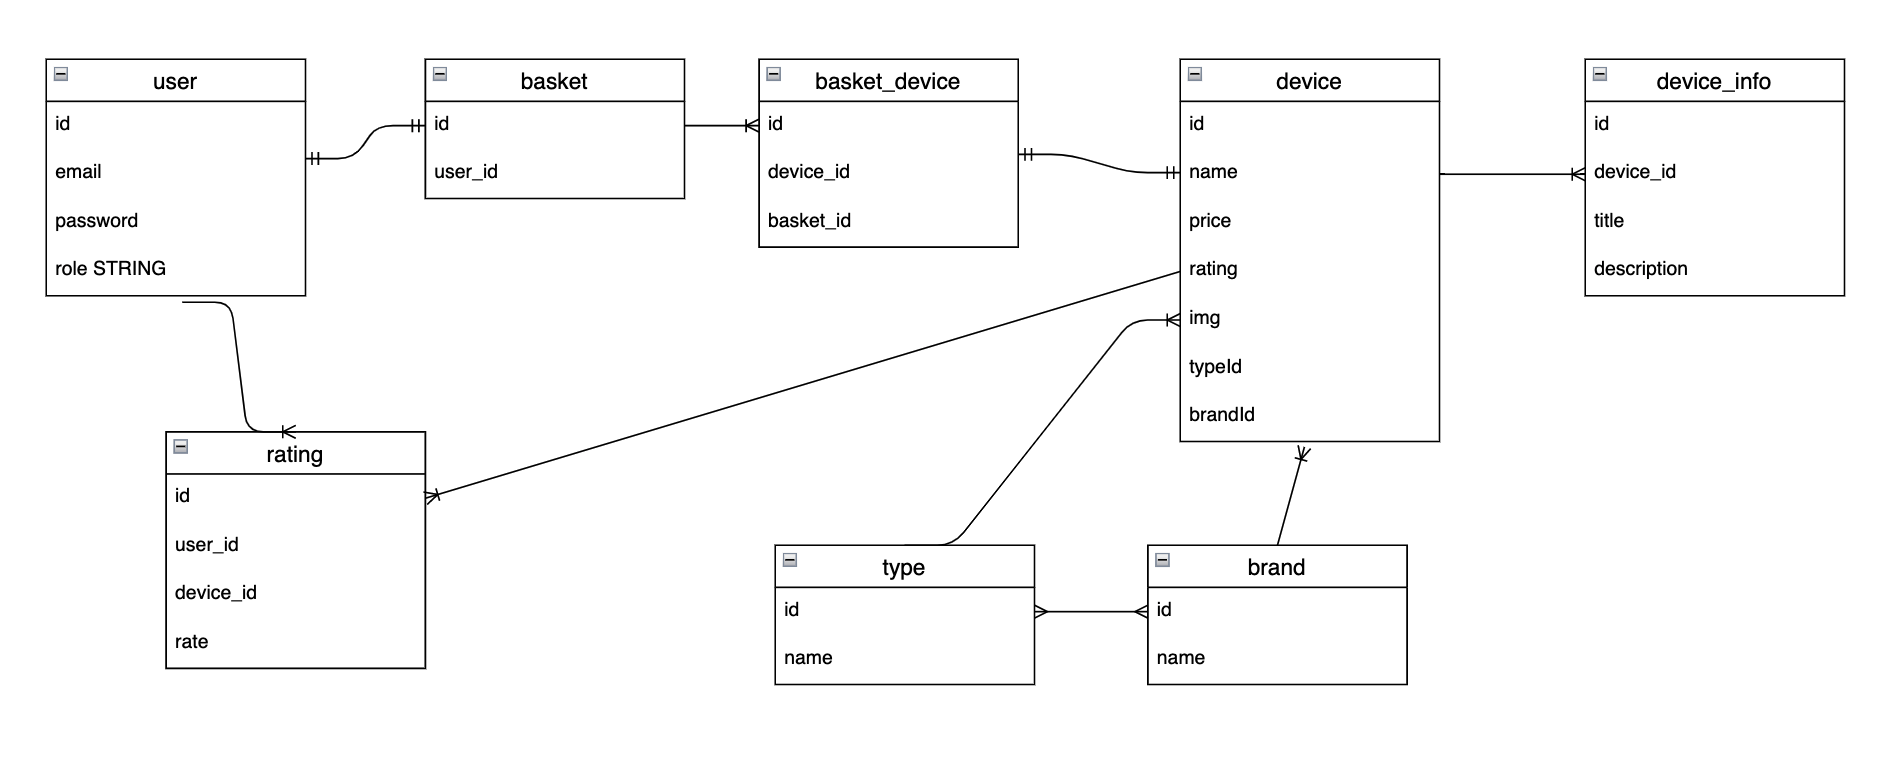 user
id
email
password
role STRING
basket
id
user_id
basket_device
id
device_id
basket_id
device
id
name
price
rating
img
typeId
brandId
device_info
id
device_id
title
description
rating
id
user_id
device_id
rate
type
id
name
brand
id
name